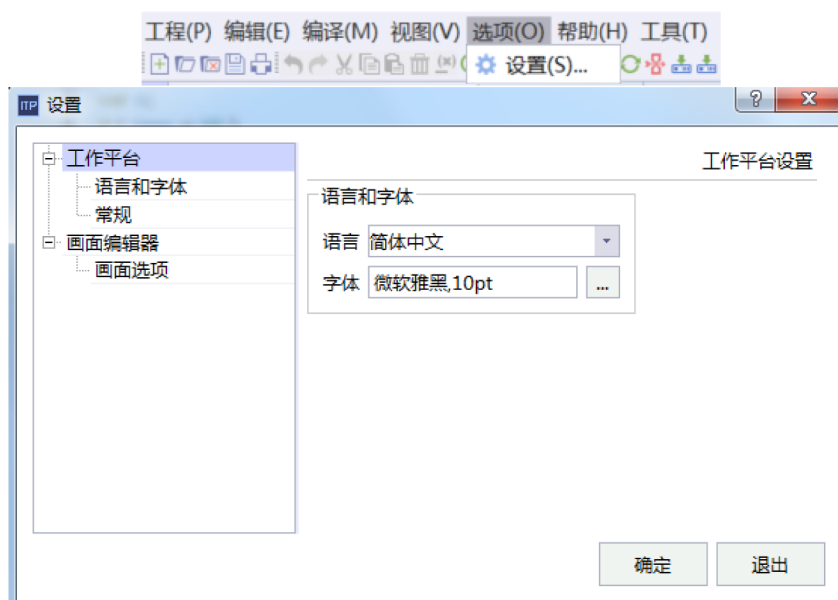 工程(P) 编辑(E) 编译(M) 视图(V) 选项(O) 帮助(H) 工具(T)
设置(S)...
ITP 设置
工作平台
语言和字体
常规
画面编辑器
画面选项
工作平台设置
语言和字体
语言 简体中文
字体 微软雅黑,10pt ...
确定 退出